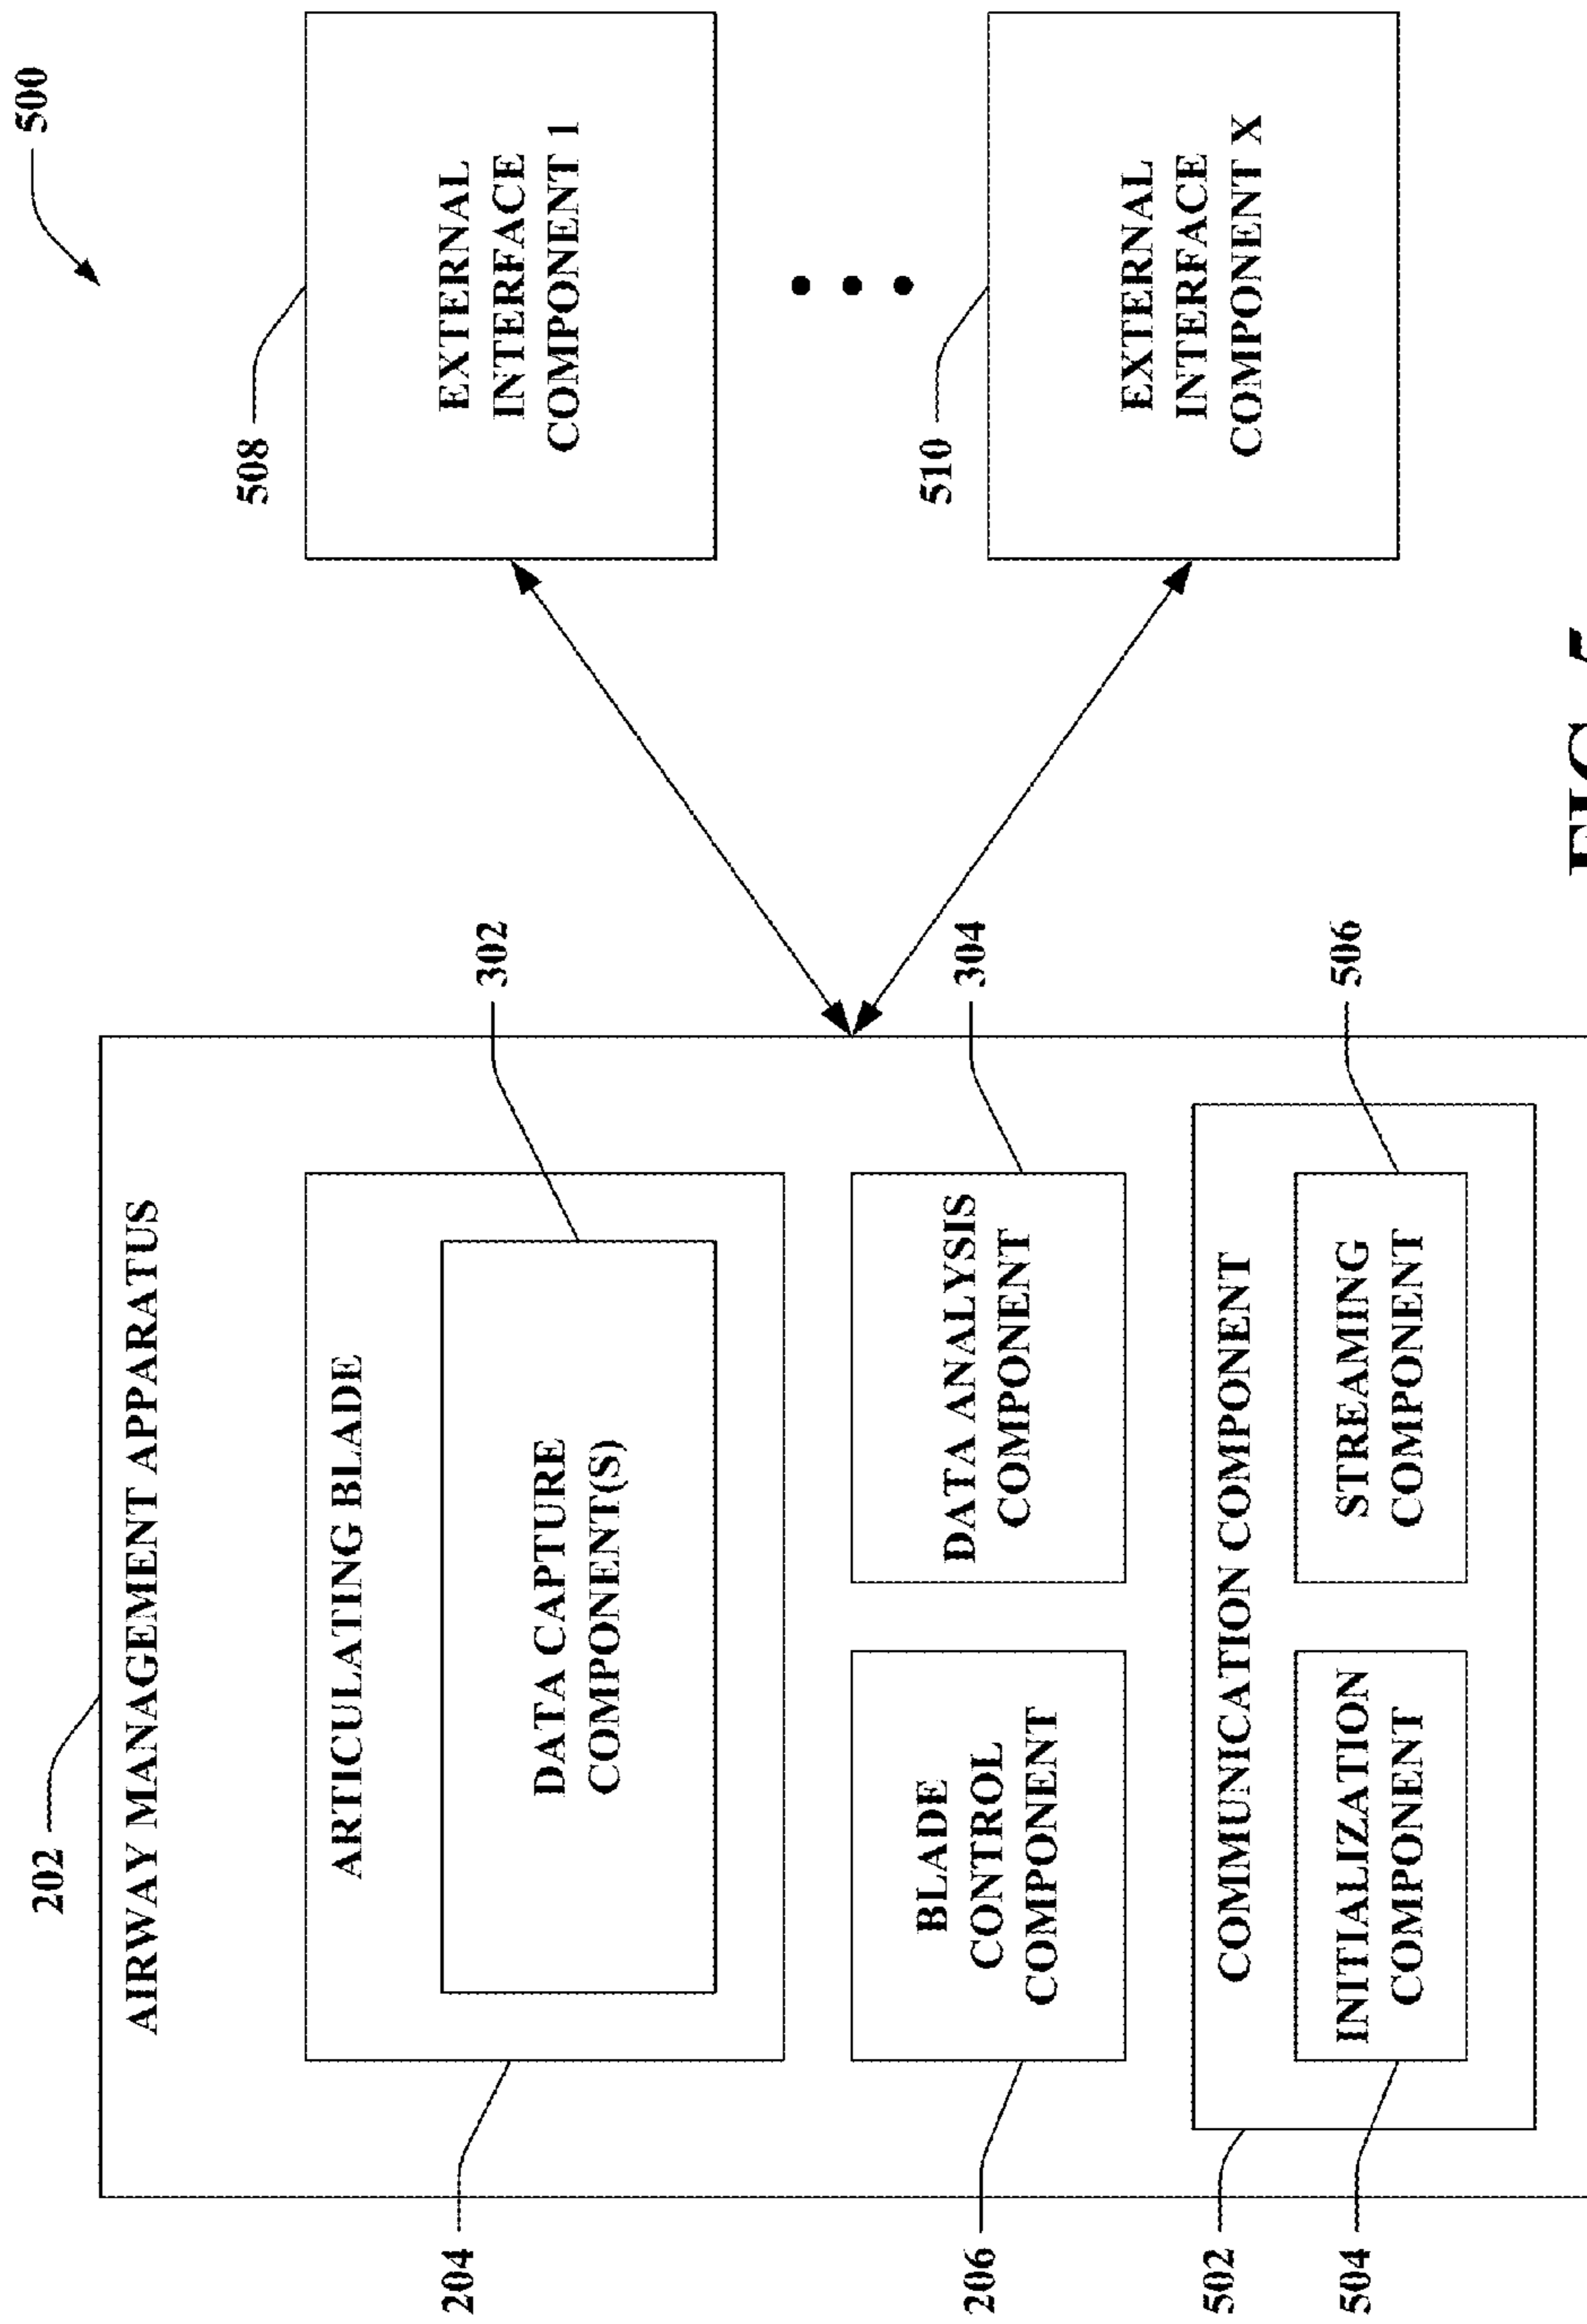 500
202
AIRWAY MANAGEMENT APPARATUS
204
ARTICULATING BLADE
302
DATA CAPTURE
COMPONENT(S)
206
BLADE
CONTROL
COMPONENT
304
DATA ANALYSIS
COMPONENT
502
COMMUNICATION COMPONENT
504
INITIALIZATION
COMPONENT
506
STREAMING
COMPONENT
508
EXTERNAL
INTERFACE
COMPONENT 1
510
EXTERNAL
INTERFACE
COMPONENT X
FIG. 5